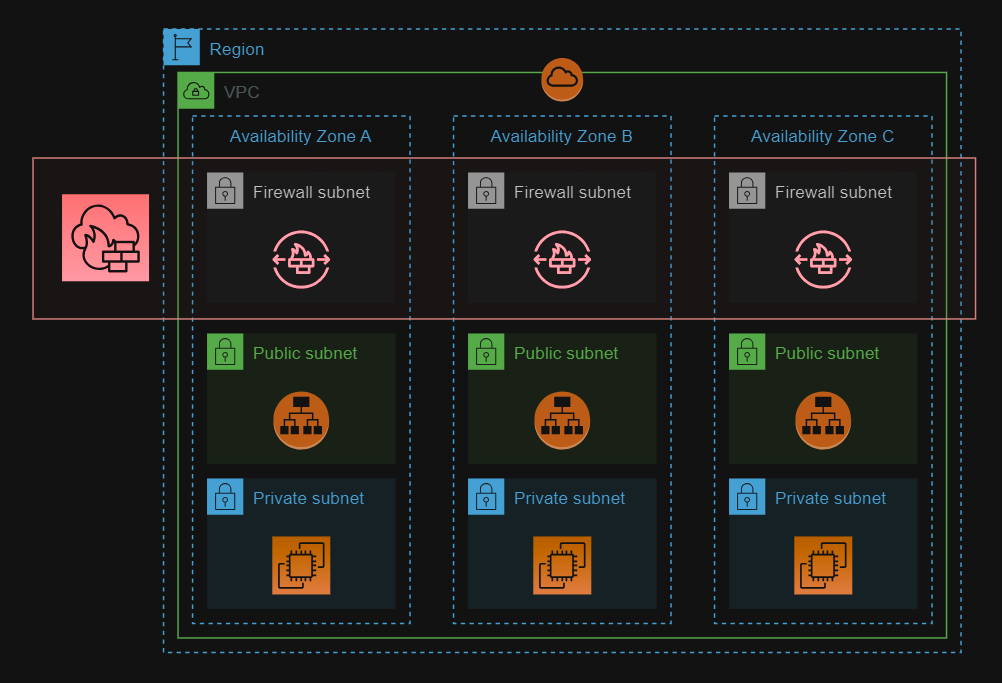 Region
VPC
Availability Zone A
Availability Zone B
Availability Zone C
Firewall subnet
Firewall subnet
Firewall subnet
Public subnet
Public subnet
Public subnet
Private subnet
Private subnet
Private subnet